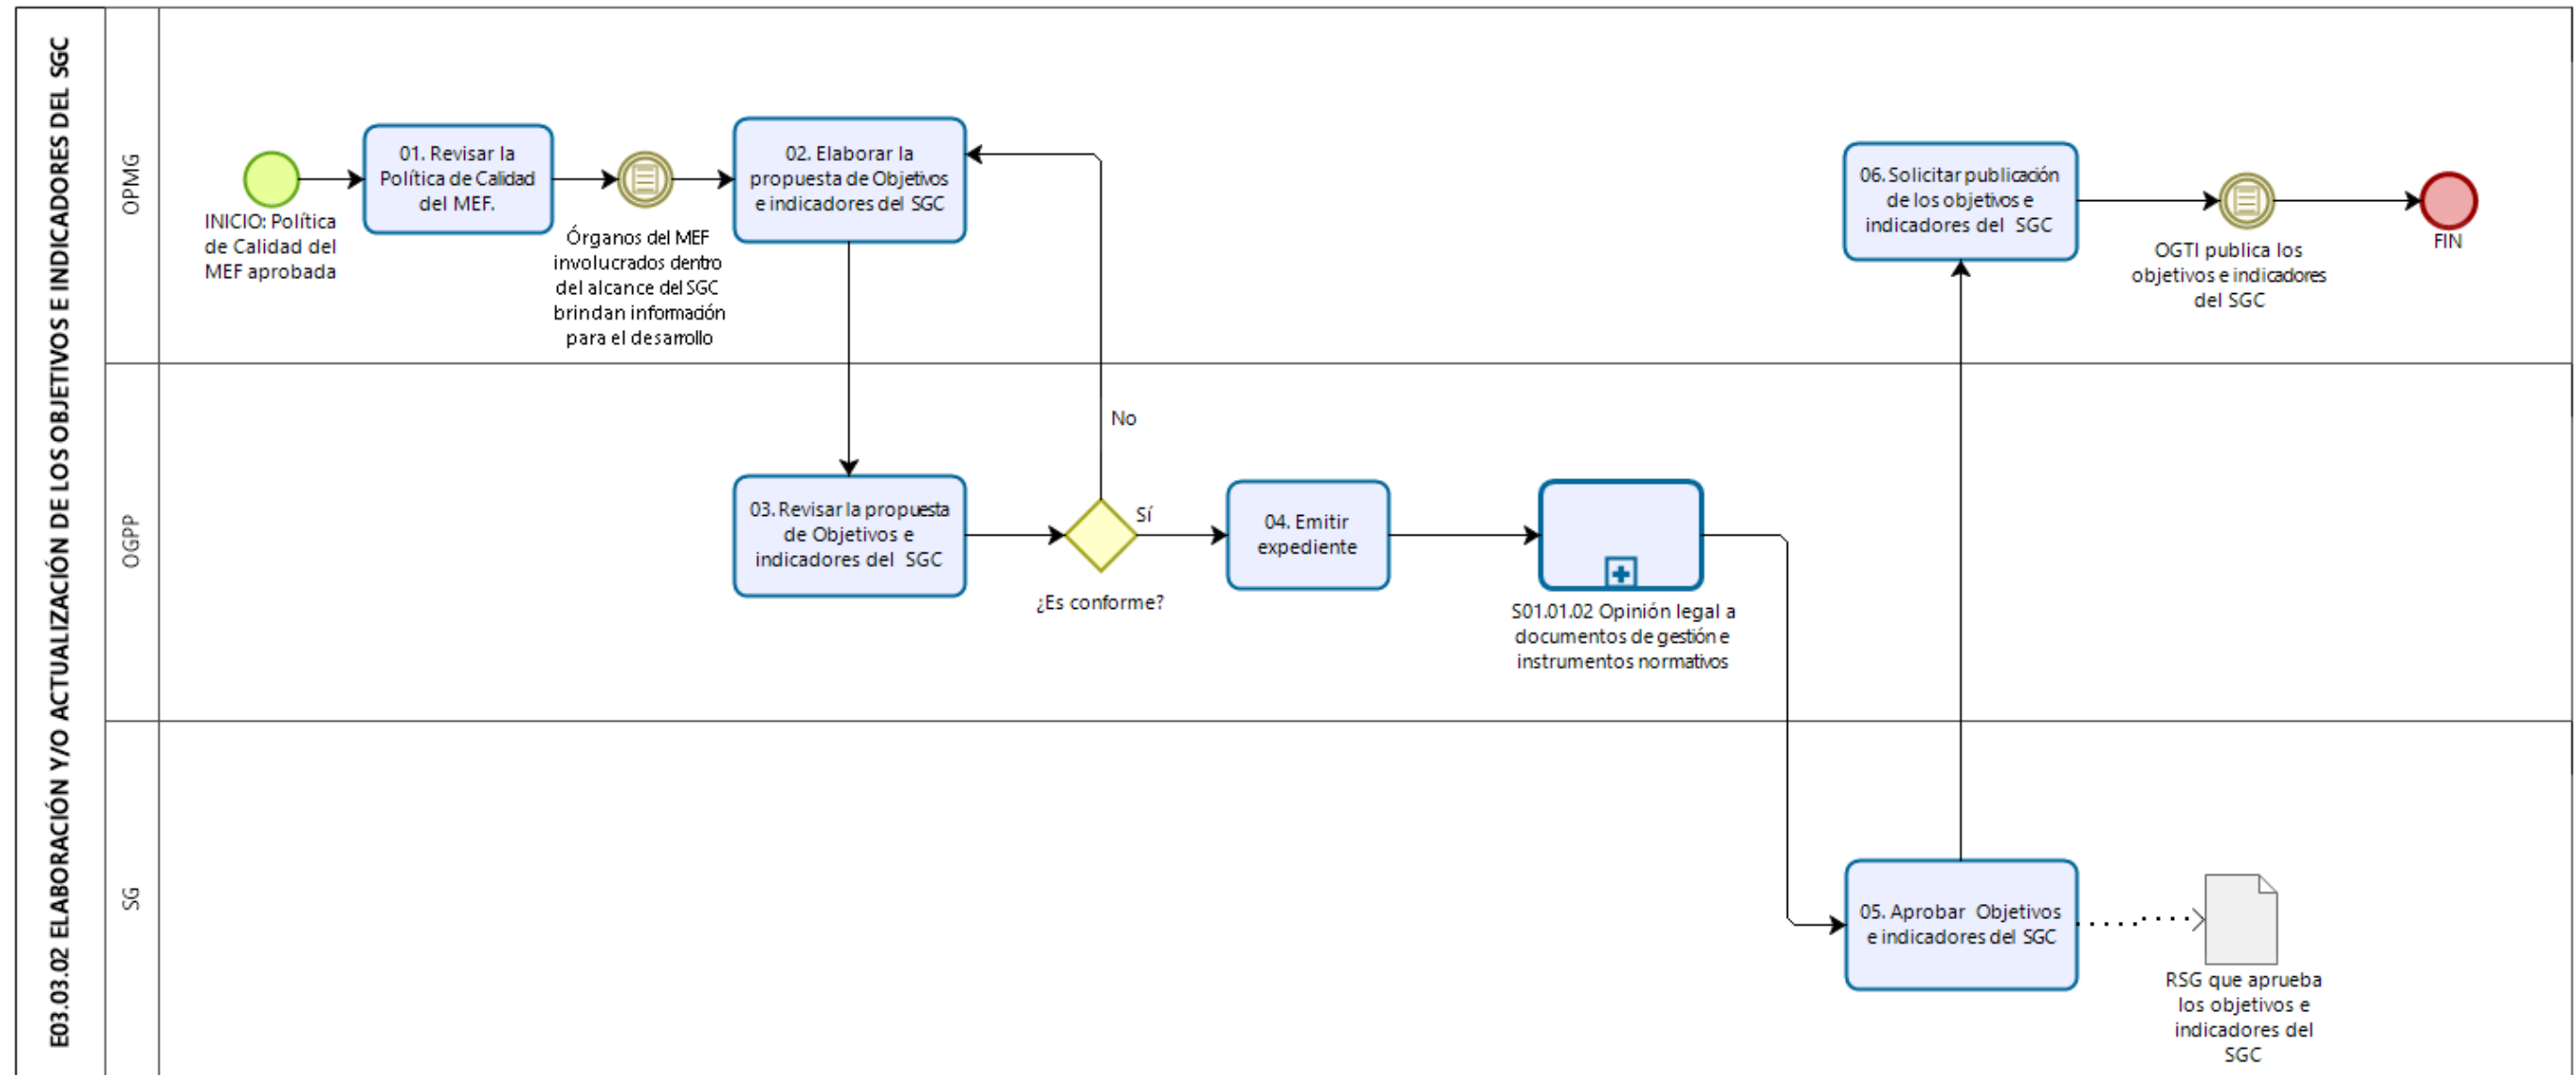 E03.03.02 ELABORACIÓN Y/O ACTUALIZACIÓN DE LOS OBJETIVOS E INDICADORES DEL SGC
OPMG
INICIO: Política
de Calidad del
MEF aprobada
01. Revisar la
Política de Calidad
del MEF.
Órganos del MEF
involucrados dentro
del alcance del SGC
brindan información
para el desarrollo
02. Elaborar la
propuesta de Objetivos
e indicadores del SGC
06. Solicitar publicación
de los objetivos e
indicadores del SGC
OGTI publica los
objetivos e indicadores
del SGC
FIN
OGPP
03. Revisar la propuesta
de Objetivos e
indicadores del SGC
No
Sí
¿Es conforme?
04. Emitir
expediente
S01.01.02 Opinión legal a
documentos de gestión e
instrumentos normativos
SG
05. Aprobar Objetivos
e indicadores del SGC
RSG que aprueba
los objetivos e
indicadores del
SGC